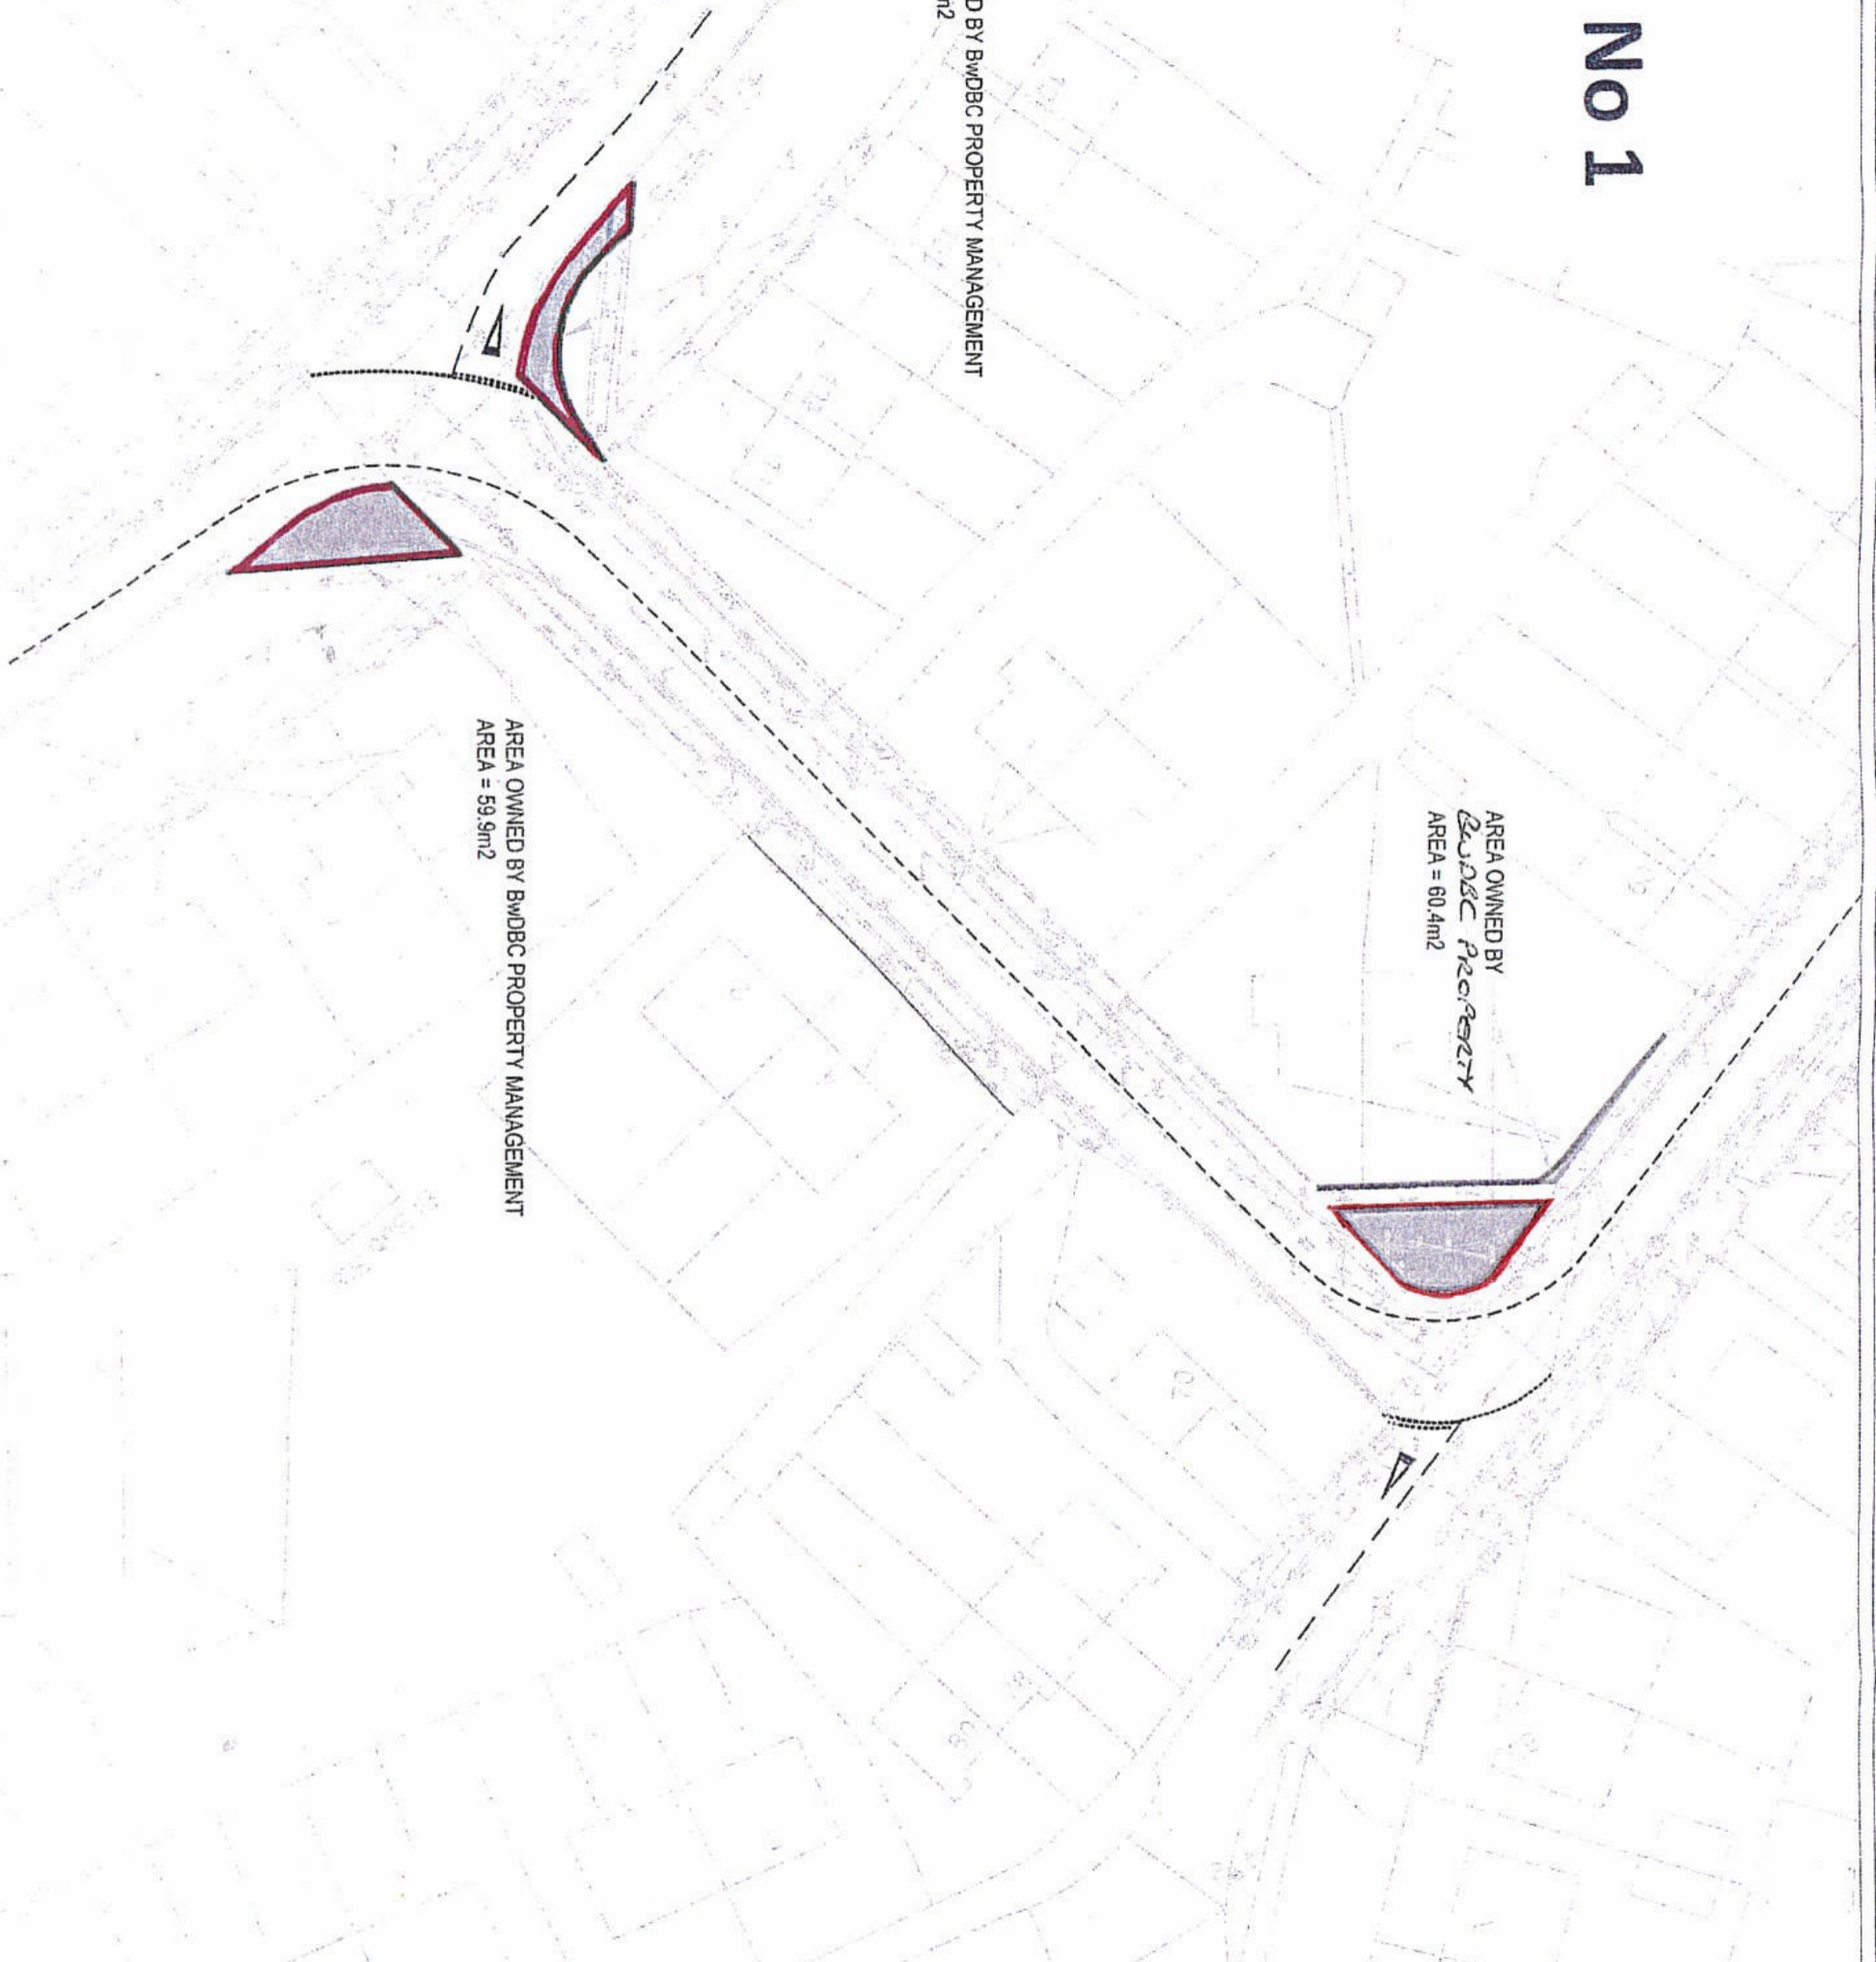 No 1
D BY BwDBC PROPERTY MANAGEMENT
m2
AREA OWNED BY
BwDBC PROPERTY
AREA = 60.4m2
AREA OWNED BY BwDBC PROPERTY MANAGEMENT
AREA = 59.9m2